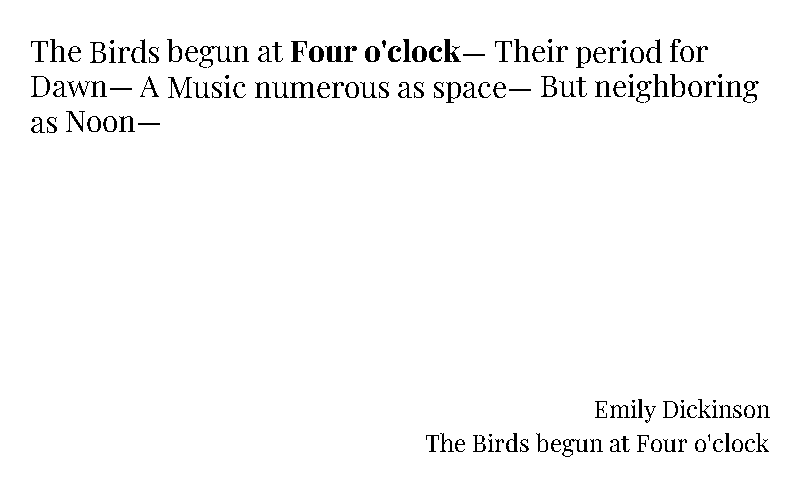 The Birds begun at Four o'clock— Their period for
Dawn— A Music numerous as space— But neighboring
as Noon—
Emily Dickinson
The Birds begun at Four o'clock